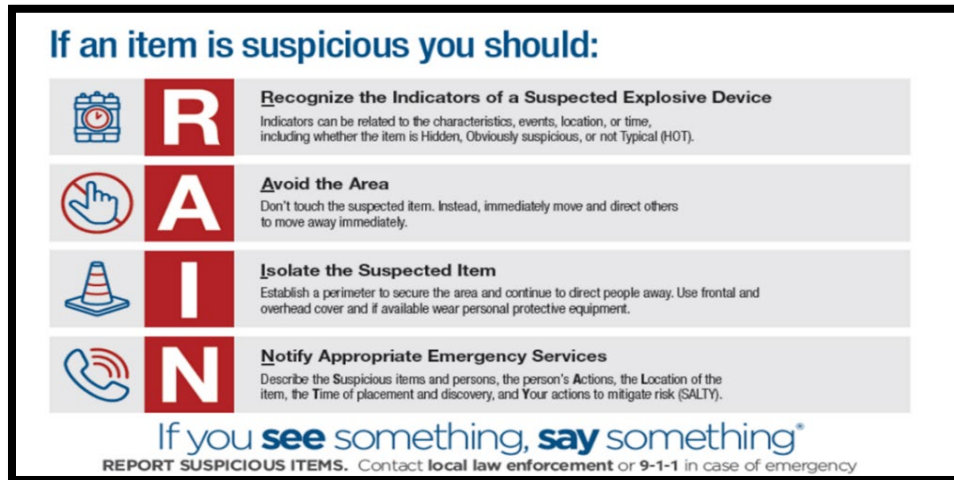 If an item is suspicious you should:
R
Recognize the Indicators of a Suspected Explosive Device
Indicators can be related to the characteristics, events, location, or time,
including whether the item is Hidden, Obviously suspicious, or not Typical (HOT).
A
Avoid the Area
Don't touch the suspected item. Instead, immediately move and direct others
to move away immediately.
I
Isolate the Suspected Item
Establish a perimeter to secure the area and continue to direct people away. Use frontal and
overhead cover and if available wear personal protective equipment.
N
Notify Appropriate Emergency Services
Describe the Suspicious items and persons, the person's Actions, the Location of the
item, the Time of placement and discovery, and Your actions to mitigate risk (SALTY).
If you see something, say something®
REPORT SUSPICIOUS ITEMS. Contact local law enforcement or 9-1-1 in case of emergency